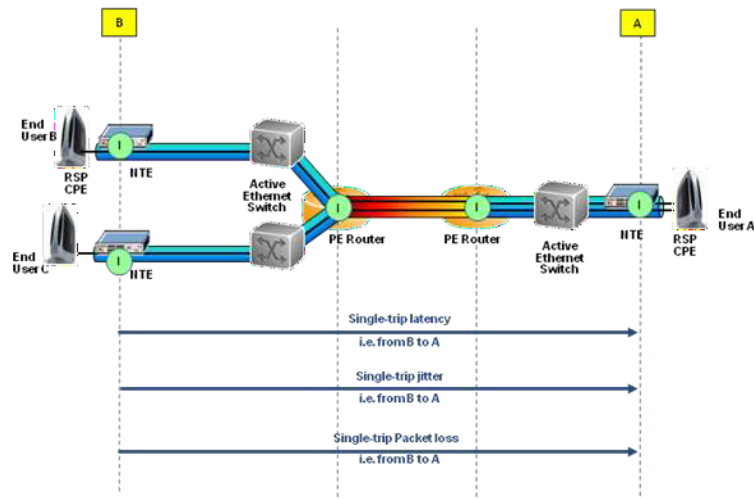 B
A
End
User B
RSP
CPE
I
NTE
Active
Ethernet
Switch
End
User C
I
NTE
I
PE Router
I
PE Router
Active
Ethernet
Switch
I
NTE
RSP
CPE
End
User A
Single-trip latency
i.e. from B to A
Single-trip jitter
i.e. from B to A
Single-trip Packet loss
i.e. from B to A